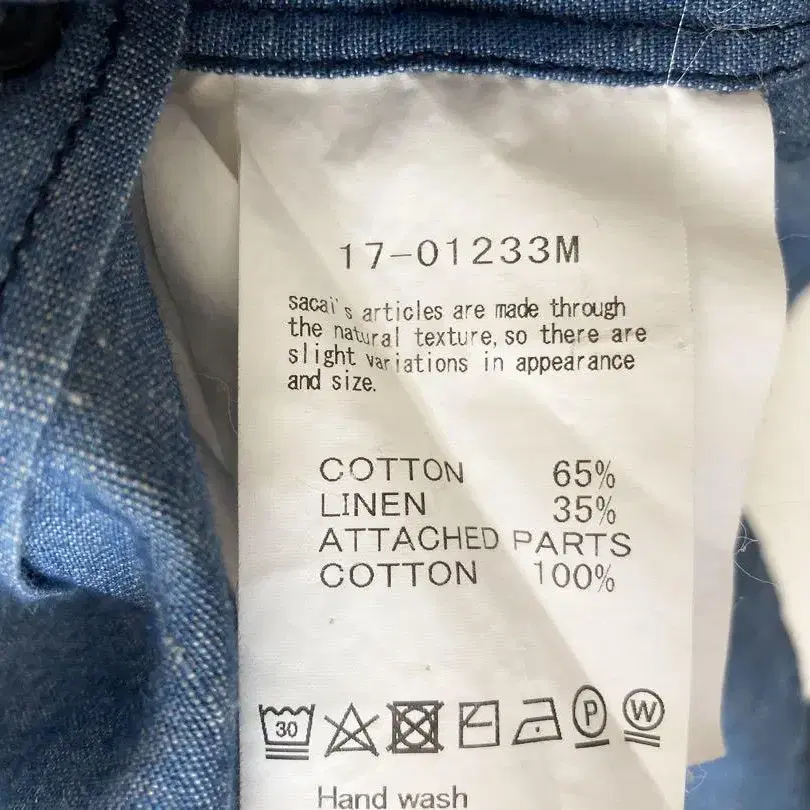 17-01233M
sacai's articles are made through
the natural texture, so there are
slight variations in appearance
and size.
COTTON 65%
LINEN 35%
ATTACHED PARTS
COTTON 100%
30 P W
Hand wash